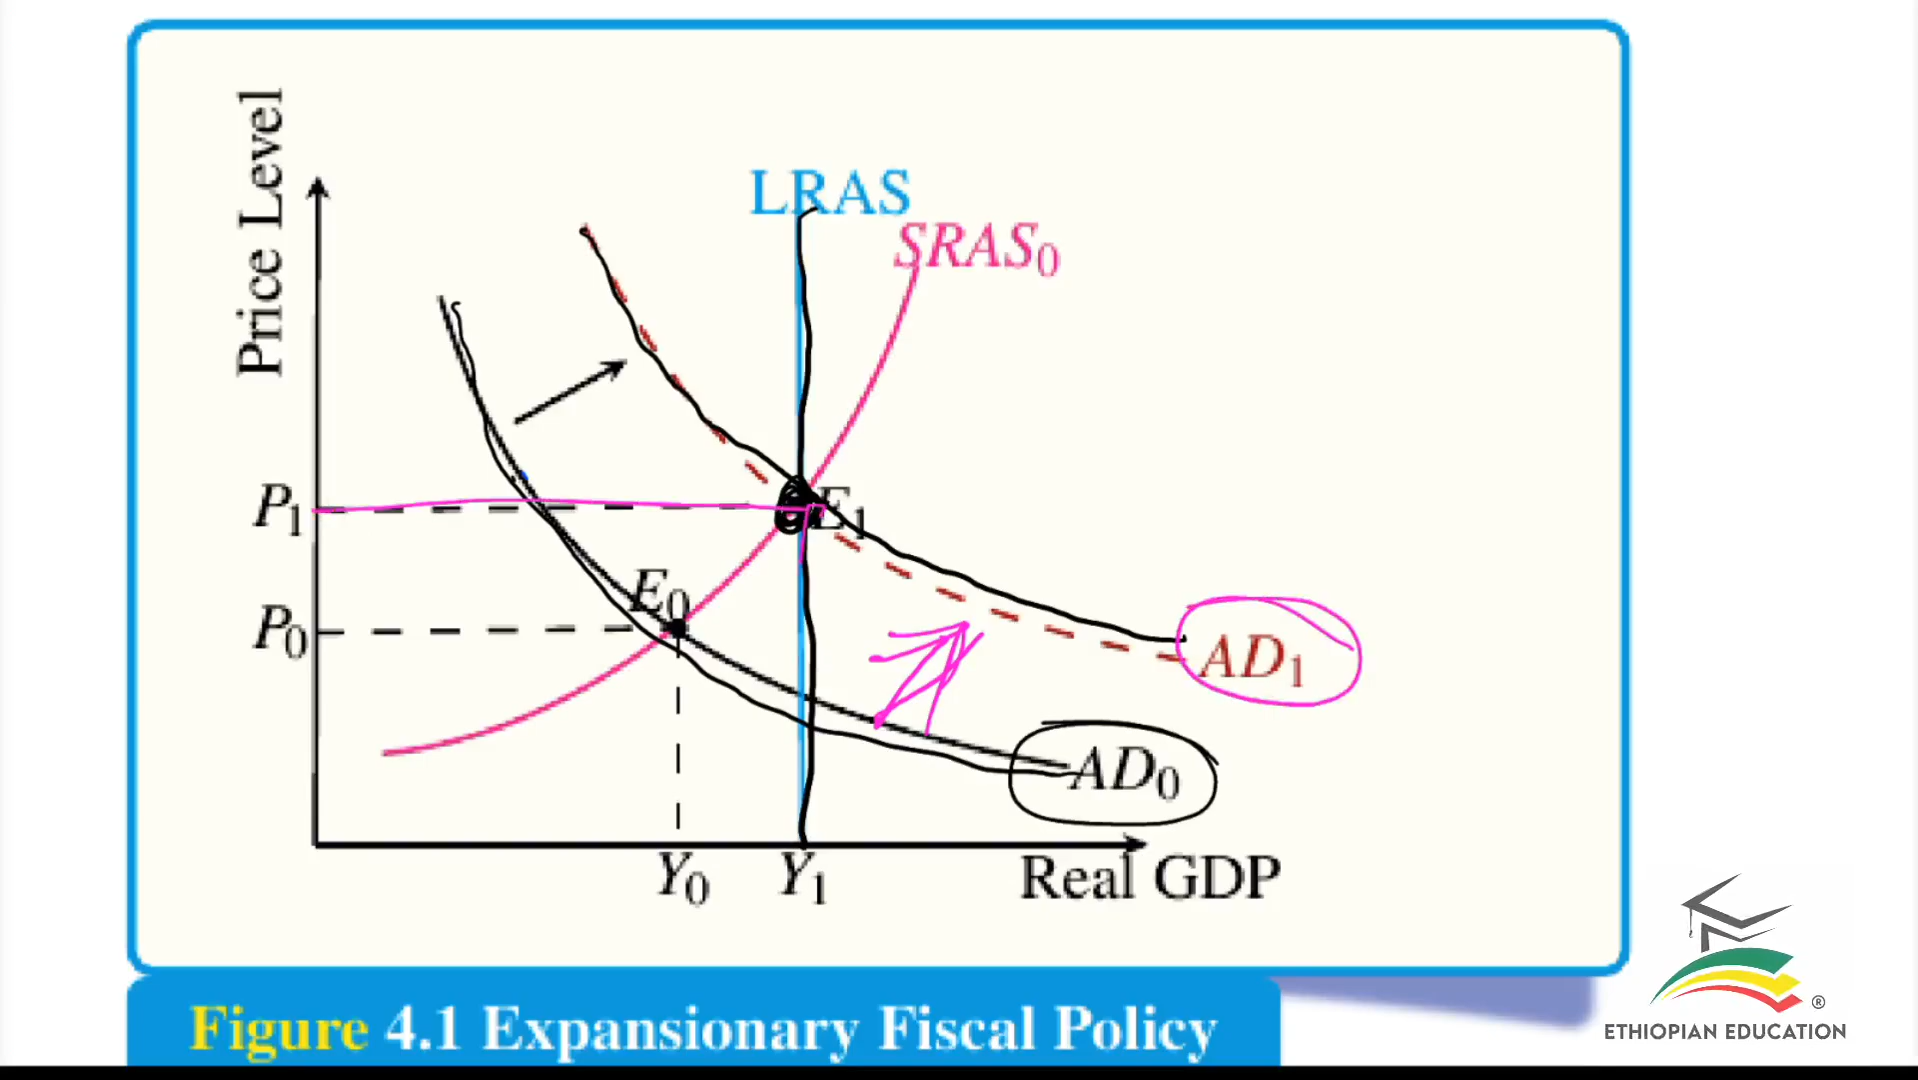 Price Level
LRAS
SRAS0
P1
E1
E0
P0
AD1
AD0
Y0
Y1
Real GDP
Figure 4.1 Expansionary Fiscal Policy
®
ETHIOPIAN EDUCATION